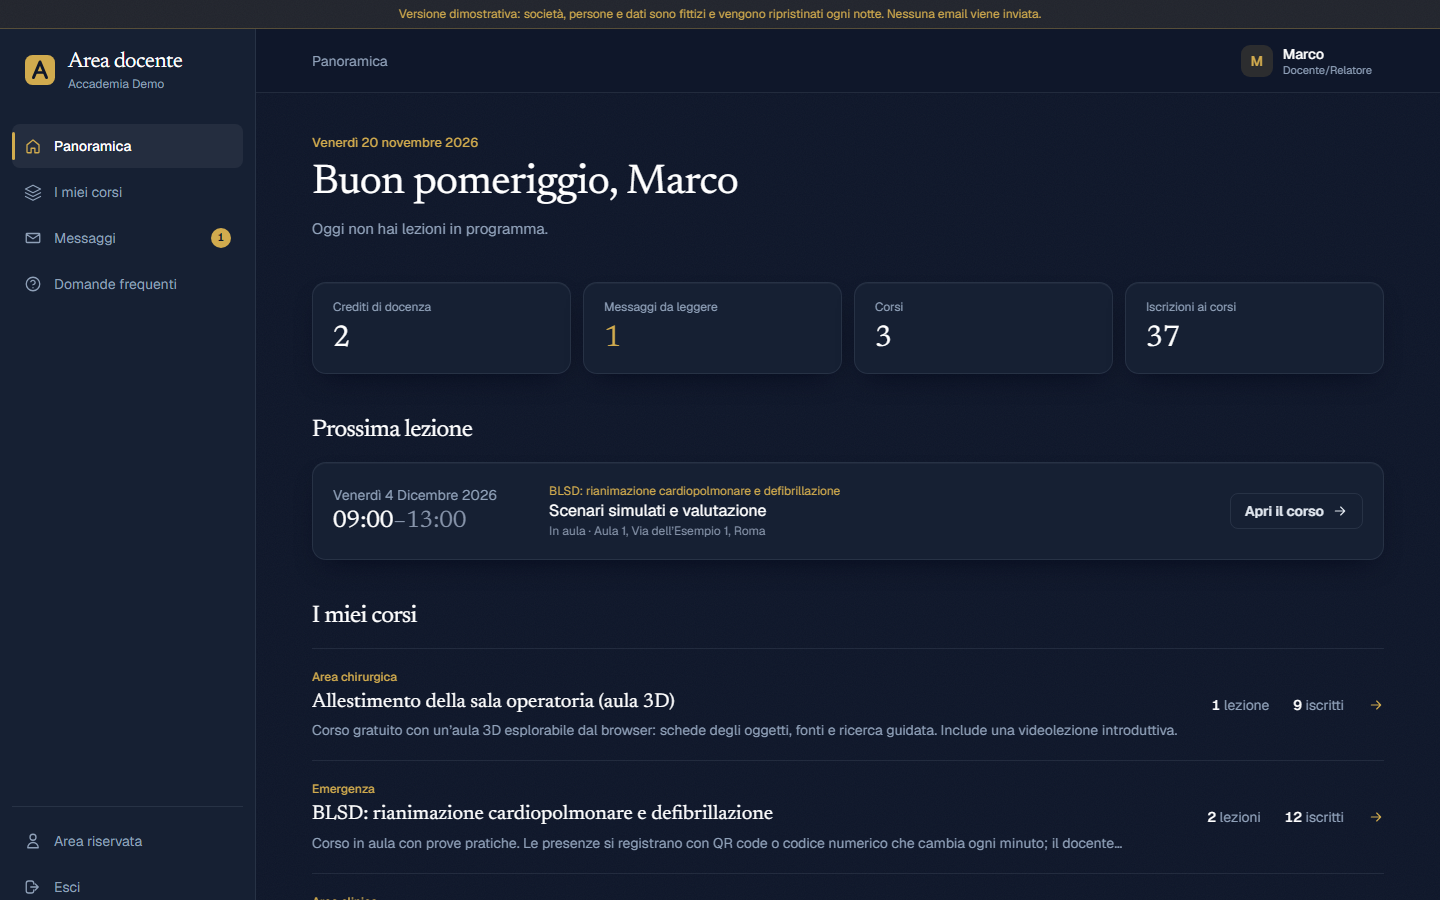 Versione dimostrativa: società, persone e dati sono fittizi e vengono ripristinati ogni notte. Nessuna email viene inviata.
A
Area docente
Accademia Demo
Panoramica
I miei corsi
Messaggi
1
Domande frequenti
Area riservata
Esci
Panoramica
M
Marco
Docente/Relatore
Venerdì 20 novembre 2026
Buon pomeriggio, Marco
Oggi non hai lezioni in programma.
Crediti di docenza
2
Messaggi da leggere
1
Corsi
3
Iscrizioni ai corsi
37
Prossima lezione
Venerdì 4 Dicembre 2026
09:00–13:00
BLSD: rianimazione cardiopolmonare e defibrillazione
Scenari simulati e valutazione
In aula · Aula 1, Via dell'Esempio 1, Roma
Apri il corso →
I miei corsi
Area chirurgica
Allestimento della sala operatoria (aula 3D)
Corso gratuito con un'aula 3D esplorabile dal browser: schede degli oggetti, fonti e ricerca guidata. Include una videolezione introduttiva.
1 lezione 9 iscritti →
Emergenza
BLSD: rianimazione cardiopolmonare e defibrillazione
Corso in aula con prove pratiche. Le presenze si registrano con QR code o codice numerico che cambia ogni minuto; il docente…
2 lezioni 12 iscritti →